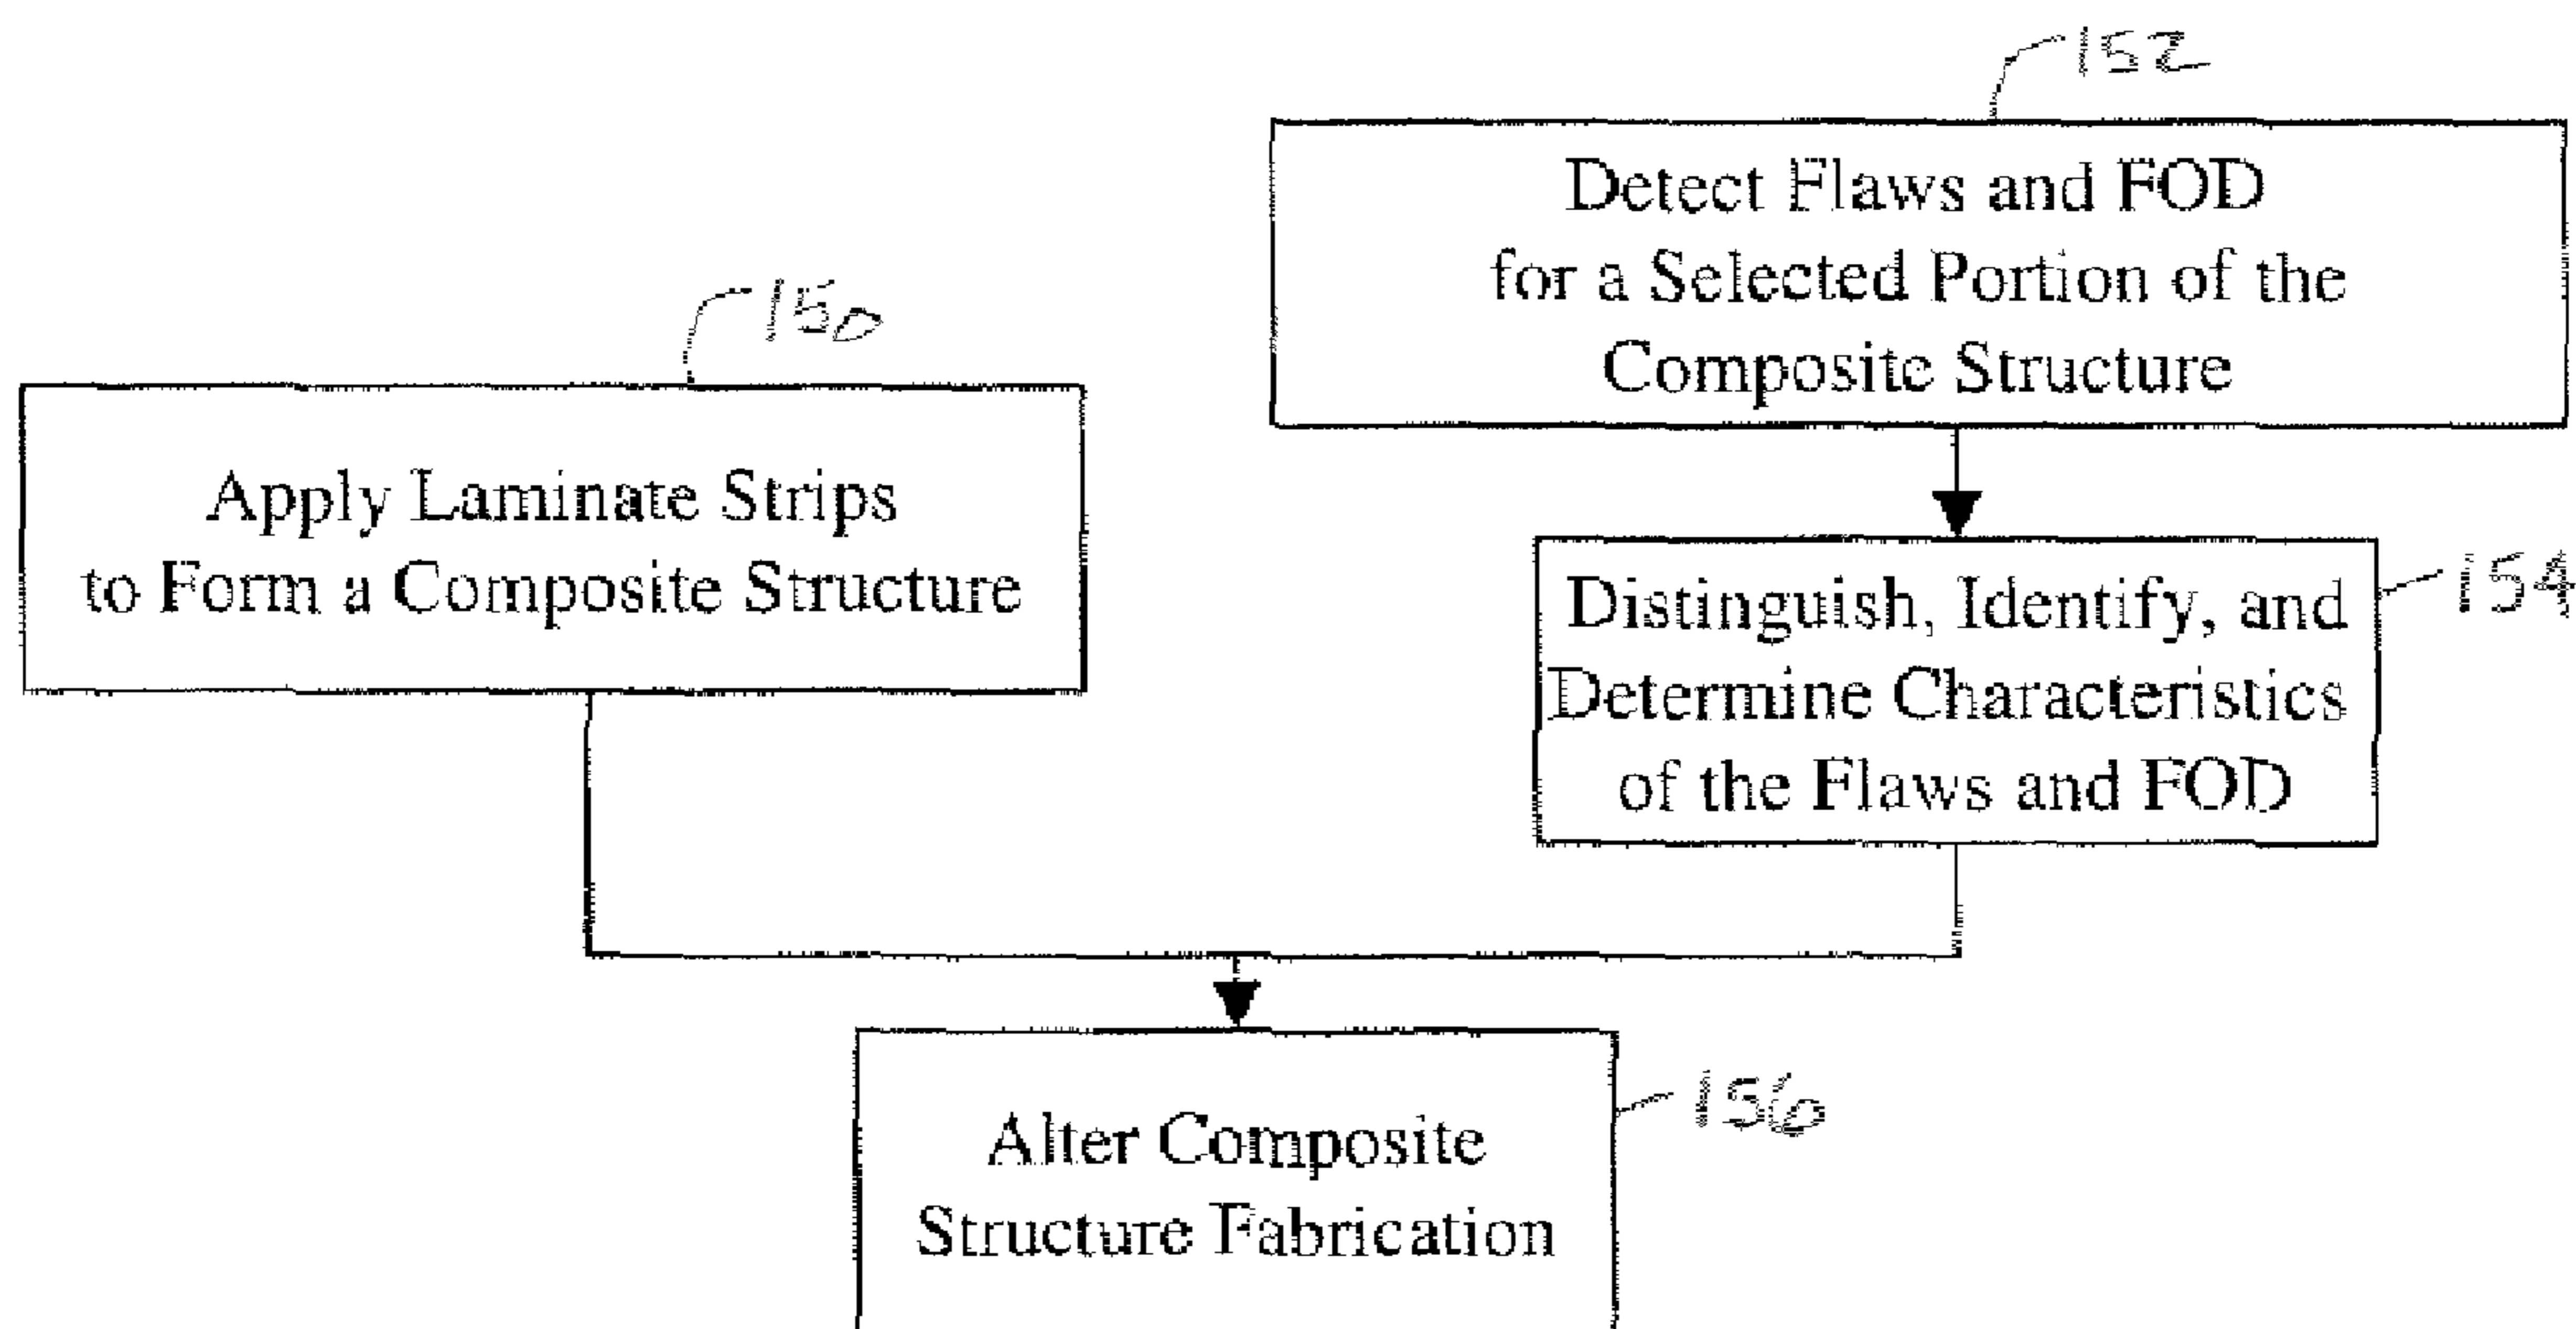 152
Detect Flaws and FOD
for a Selected Portion of the
Composite Structure
150
Apply Laminate Strips
to Form a Composite Structure
154
Distinguish, Identify, and
Determine Characteristics
of the Flaws and FOD
156
Alter Composite
Structure Fabrication